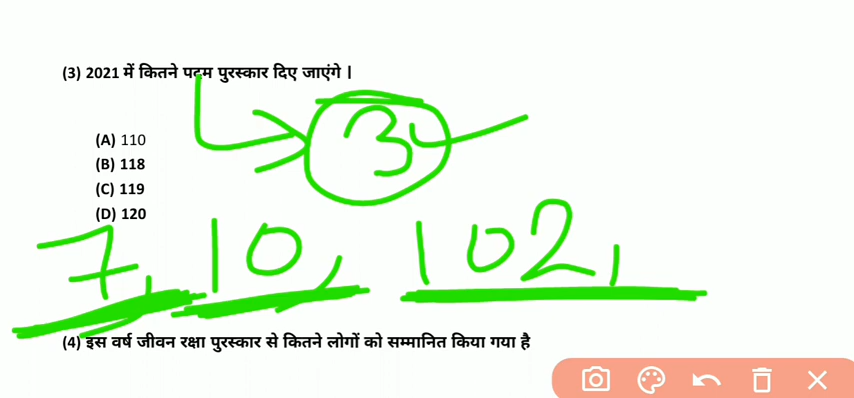 (3) 2021 में कितने पद्म पुरस्कार दिए जाएंगे ।
3
(A) 110
(B) 118
(C) 119
(D) 120
7, 10, 102,
(4) इस वर्ष जीवन रक्षा पुरस्कार से कितने लोगों को सम्मानित किया गया है